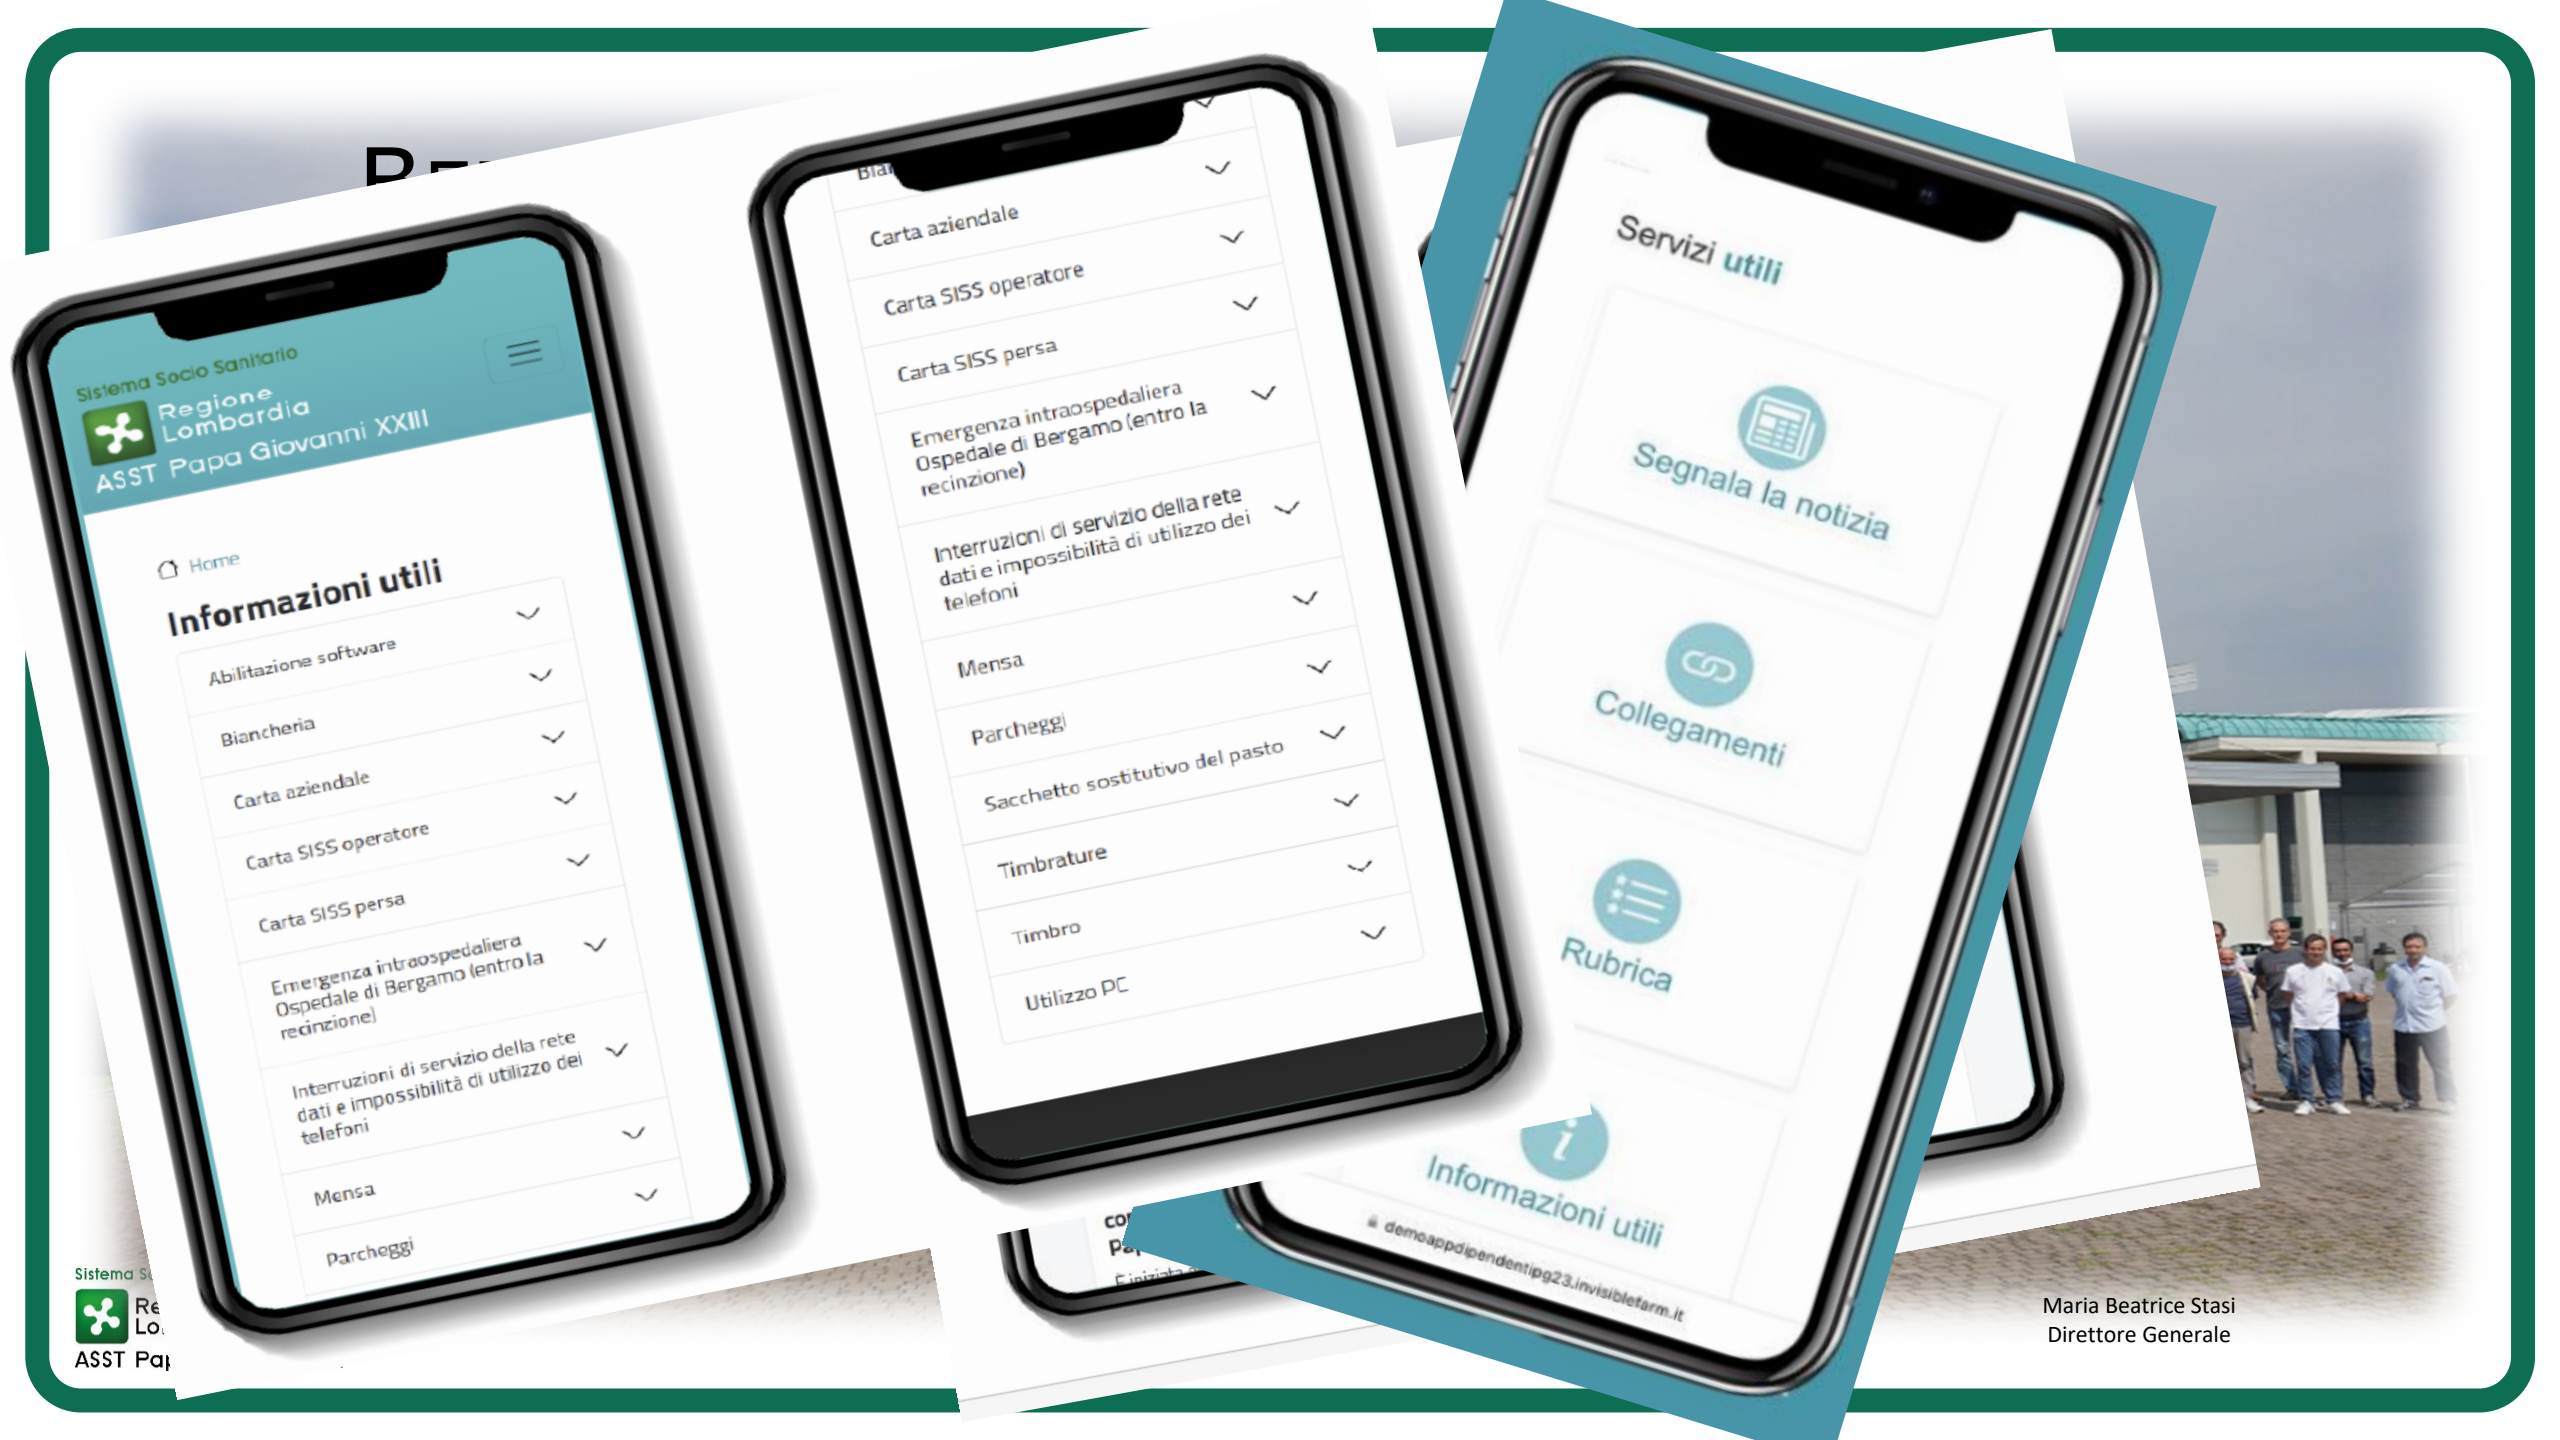 Sistema Socio Sanitario
Regione
Lombardia
ASST Papa Giovanni XXIII
Home
Informazioni utili
Abilitazione software
Biancheria
Carta aziendale
Carta SISS operatore
Carta SISS persa
Emergenza intraospedaliera
Ospedale di Bergamo (entro la
recinzione)
Interruzioni di servizio della rete
dati e impossibilità di utilizzo dei
telefoni
Mensa
Parcheggi
Carta aziendale
Carta SISS operatore
Carta SISS persa
Emergenza intraospedaliera
Ospedale di Bergamo (entro la
recinzione)
Interruzioni di servizio della rete
dati e impossibilità di utilizzo dei
telefoni
Mensa
Parcheggi
Sacchetto sostitutivo del pasto
Timbrature
Timbro
Utilizzo PC
Servizi utili
Segnala la notizia
Collegamenti
Rubrica
Informazioni utili
demoappdipendentipg23.invisiblefarm.it
È iniziata
Sistema
ASST
Maria Beatrice Stasi
Direttore Generale